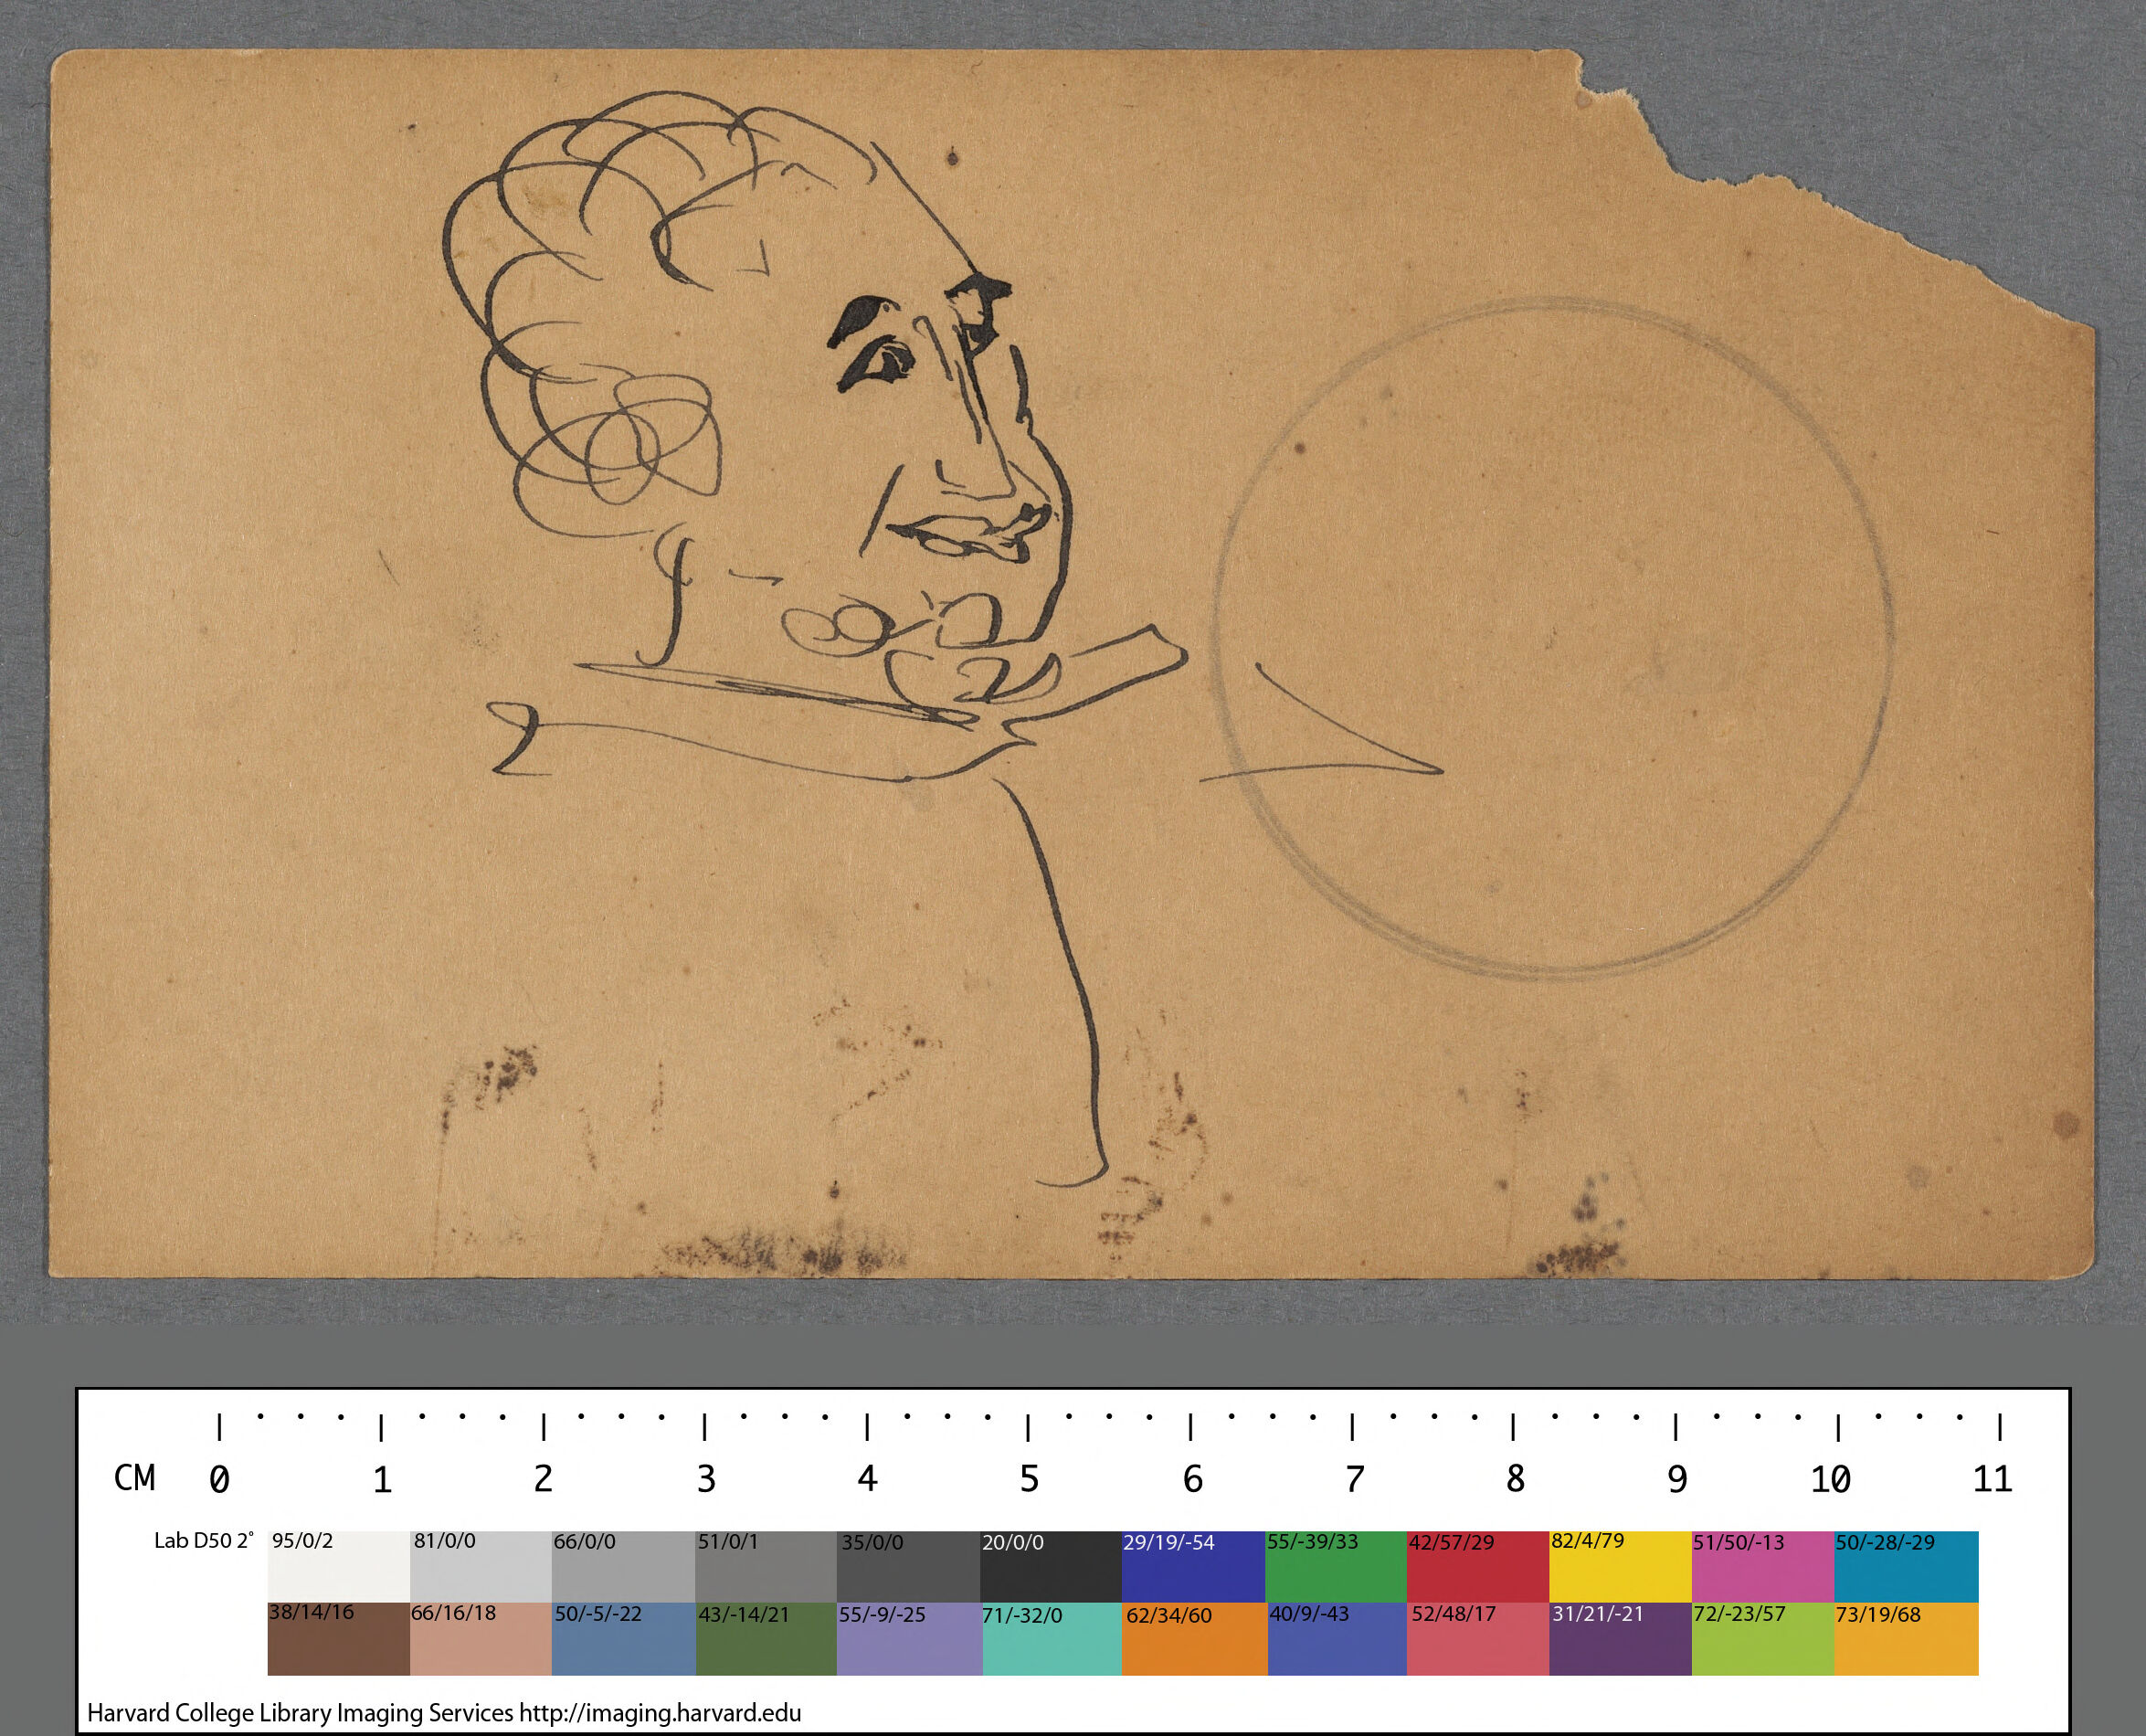 CM 0 1 2 3 4 5 6 7 8 9 10 11
Lab D50 2° 95/0/2 81/0/0 66/0/0 51/0/1 35/0/0 20/0/0 29/19/-54 55/-39/33 42/57/29 82/4/79 51/50/-13 50/-28/-29
38/14/16 66/16/18 50/-5/-22 43/-14/21 55/-9/-25 71/-32/0 62/34/60 40/9/-43 52/48/17 31/21/-21 72/-23/57 73/19/68
Harvard College Library Imaging Services http://imaging.harvard.edu